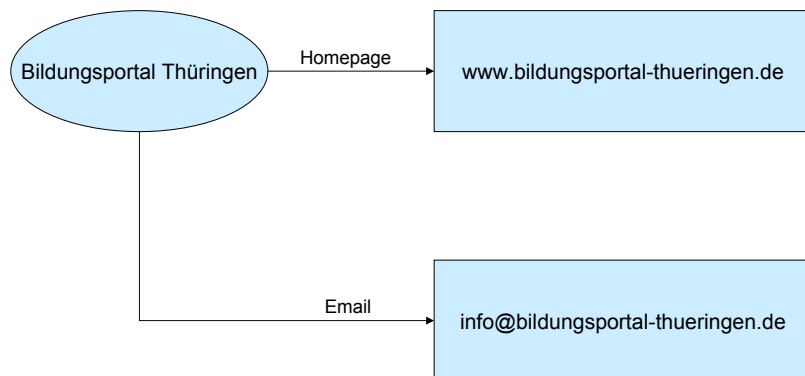 Bildungsportal Thüringen
Homepage
www.bildungsportal-thueringen.de
Email
info@bildungsportal-thueringen.de